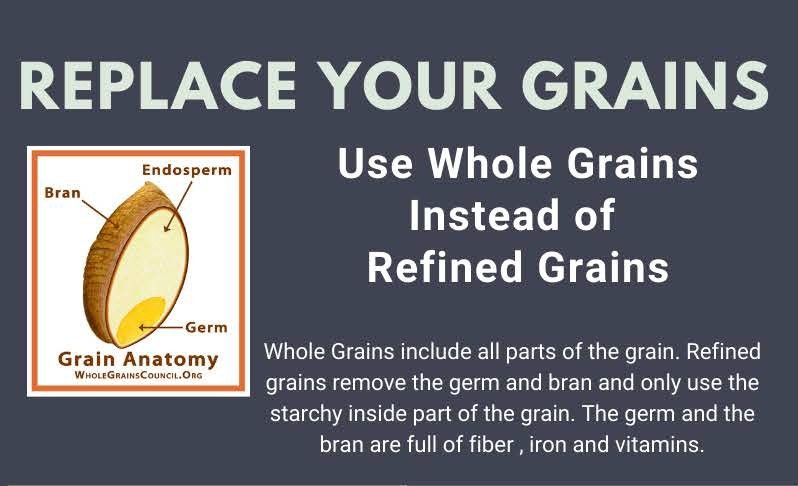 REPLACE YOUR GRAINS
Endosperm
Bran
Germ
Grain Anatomy
WHOLEGRAINSCOUNCIL.ORG
Use Whole Grains
Instead of
Refined Grains
Whole Grains include all parts of the grain. Refined
grains remove the germ and bran and only use the
starchy inside part of the grain. The germ and the
bran are full of fiber , iron and vitamins.